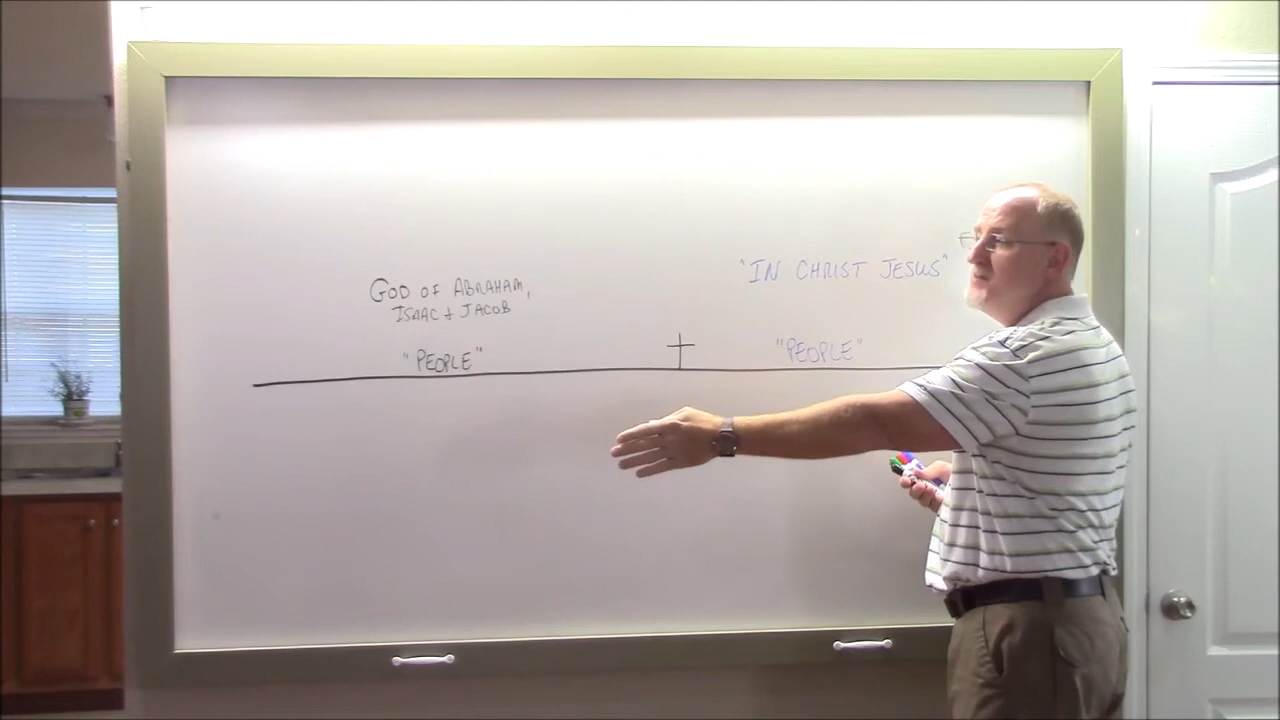 GOD OF ABRAHAM,
ISAAC + JACOB
"PEOPLE"
"IN CHRIST JESUS"
"PEOPLE"